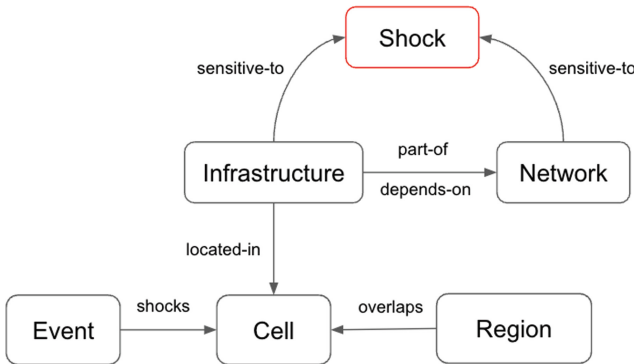 Shock
sensitive-to
sensitive-to
Infrastructure
part-of
depends-on
Network
located-in
Event
shocks
Cell
overlaps
Region